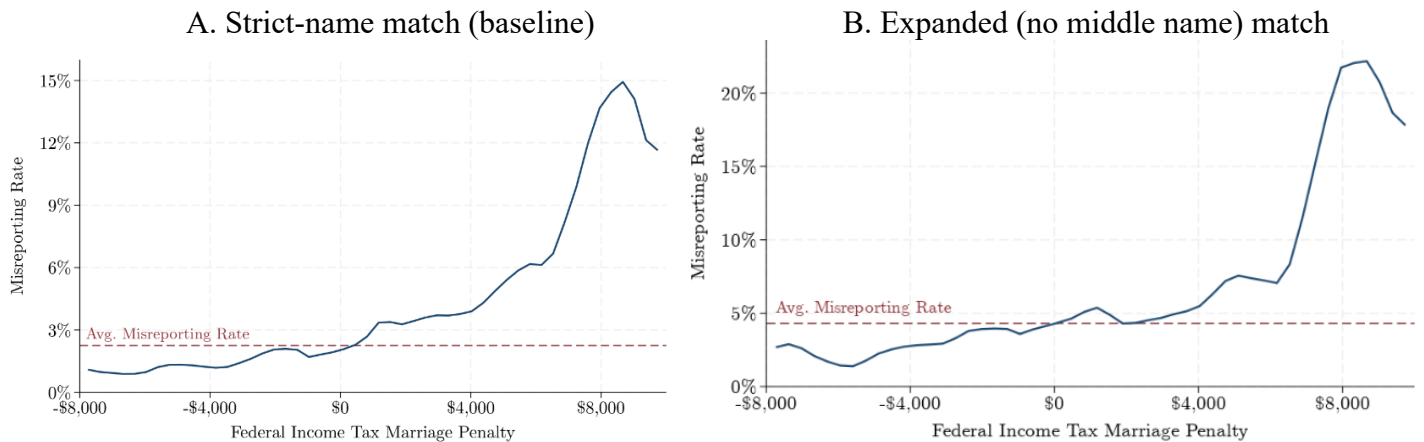 A. Strict-name match (baseline)
15%
12%
9%
6%
3%
0%
Misreporting Rate
Avg. Misreporting Rate
-$8,000 -$4,000 $0 $4,000 $8,000
Federal Income Tax Marriage Penalty
B. Expanded (no middle name) match
20%
15%
10%
5%
0%
Misreporting Rate
Avg. Misreporting Rate
-$8,000 -$4,000 $0 $4,000 $8,000
Federal Income Tax Marriage Penalty